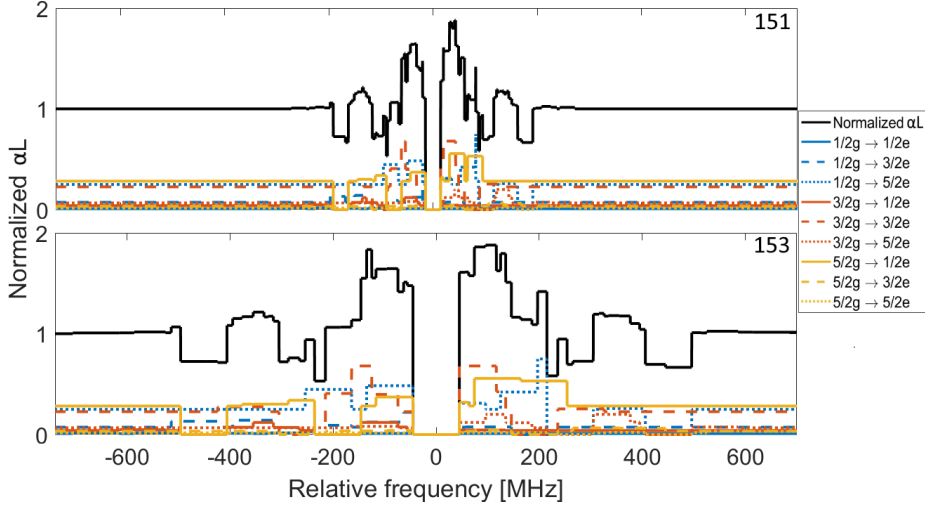 2
151
1
0
2
153
1
0
Normalized αL
-600
-400
-200
0
200
400
600
Relative frequency [MHz]
Normalized αL
1/2g → 1/2e
1/2g → 3/2e
1/2g → 5/2e
3/2g → 1/2e
3/2g → 3/2e
3/2g → 5/2e
5/2g → 1/2e
5/2g → 3/2e
5/2g → 5/2e